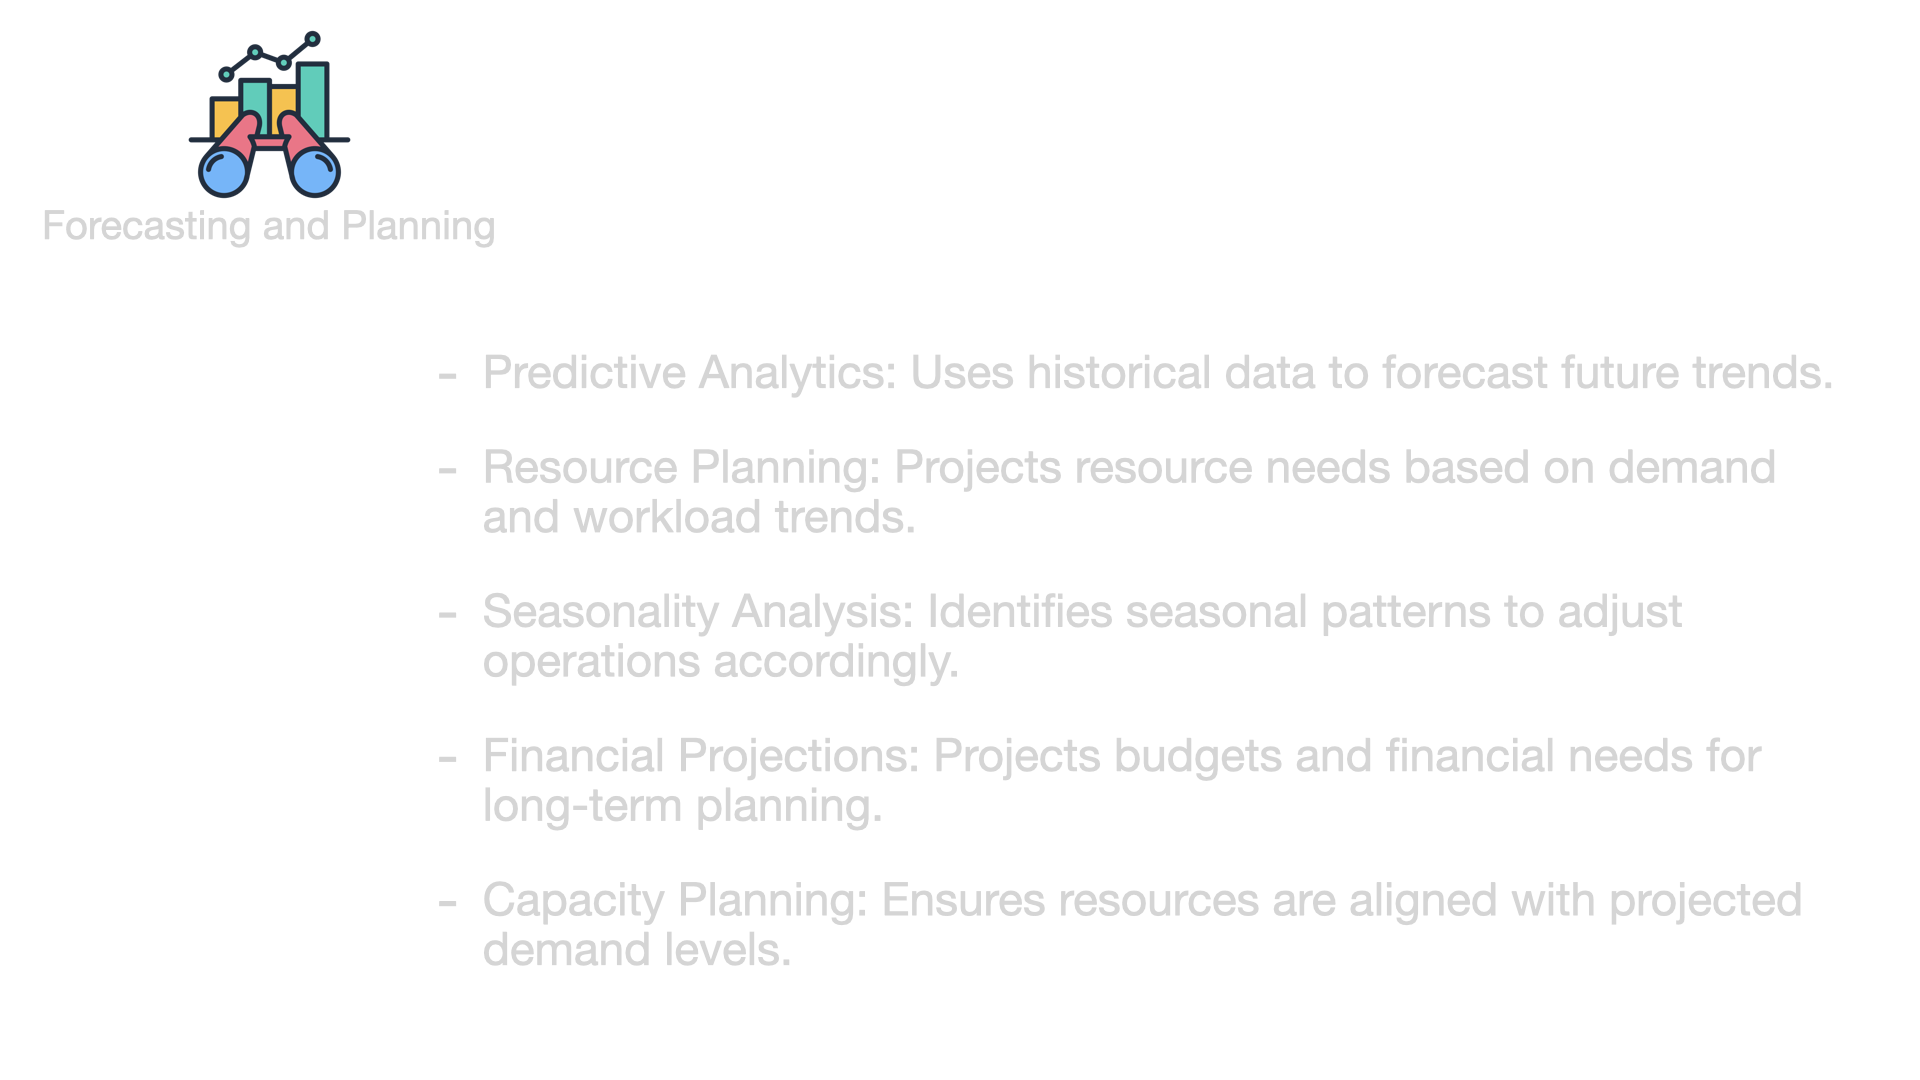 Forecasting and Planning
- Predictive Analytics: Uses historical data to forecast future trends.
- Resource Planning: Projects resource needs based on demand
and workload trends.
- Seasonality Analysis: Identifies seasonal patterns to adjust
operations accordingly.
- Financial Projections: Projects budgets and financial needs for
long-term planning.
- Capacity Planning: Ensures resources are aligned with projected
demand levels.